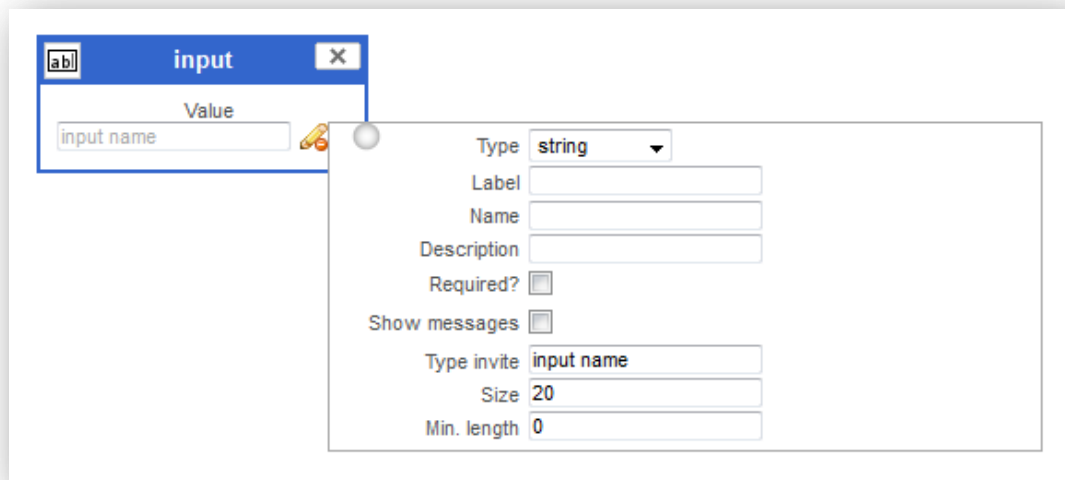 abl input
Value
input name
Type string
Label
Name
Description
Required?
Show messages
Type invite input name
Size 20
Min. length 0